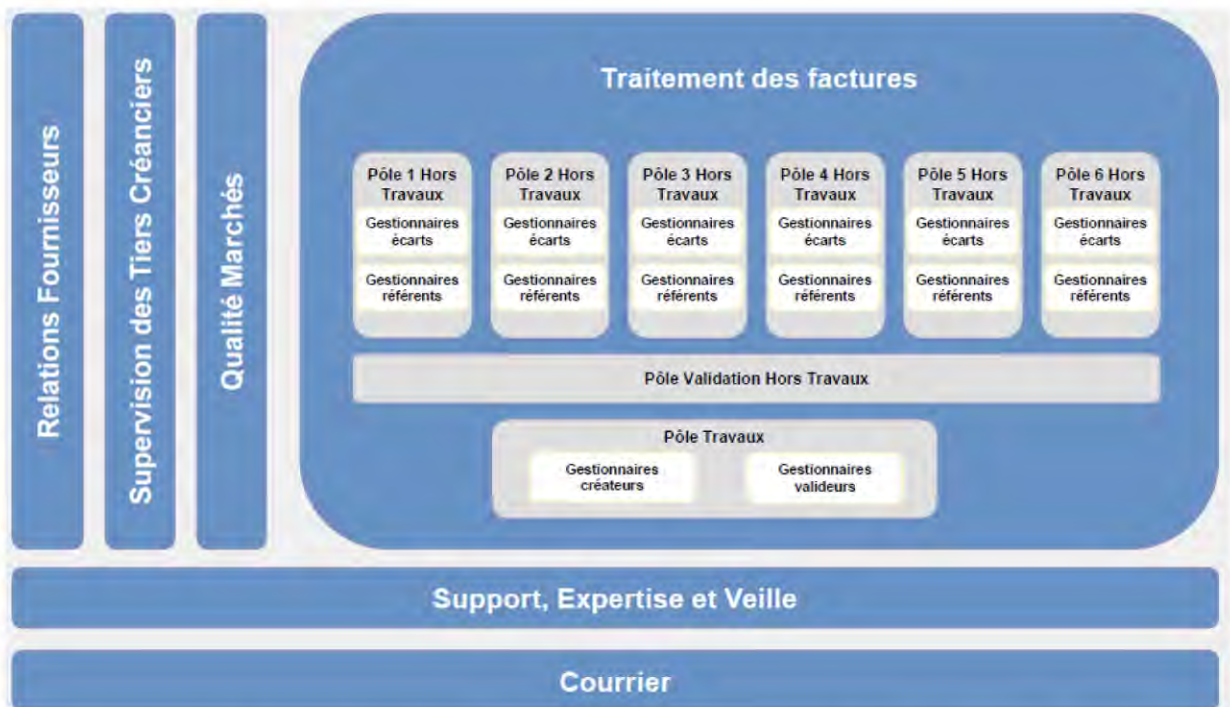 Relations Fournisseurs
Supervision des Tiers Créanciers
Qualité Marchés
Traitement des factures
Pôle 1 Hors
Travaux
Gestionnaires
écarts
Gestionnaires
référents
Pôle 2 Hors
Travaux
Gestionnaires
écarts
Gestionnaires
référents
Pôle 3 Hors
Travaux
Gestionnaires
écarts
Gestionnaires
référents
Pôle 4 Hors
Travaux
Gestionnaires
écarts
Gestionnaires
référents
Pôle 5 Hors
Travaux
Gestionnaires
écarts
Gestionnaires
référents
Pôle 6 Hors
Travaux
Gestionnaires
écarts
Gestionnaires
référents
Pôle Validation Hors Travaux
Pôle Travaux
Gestionnaires
créateurs
Gestionnaires
valideurs
Support, Expertise et Veille
Courrier